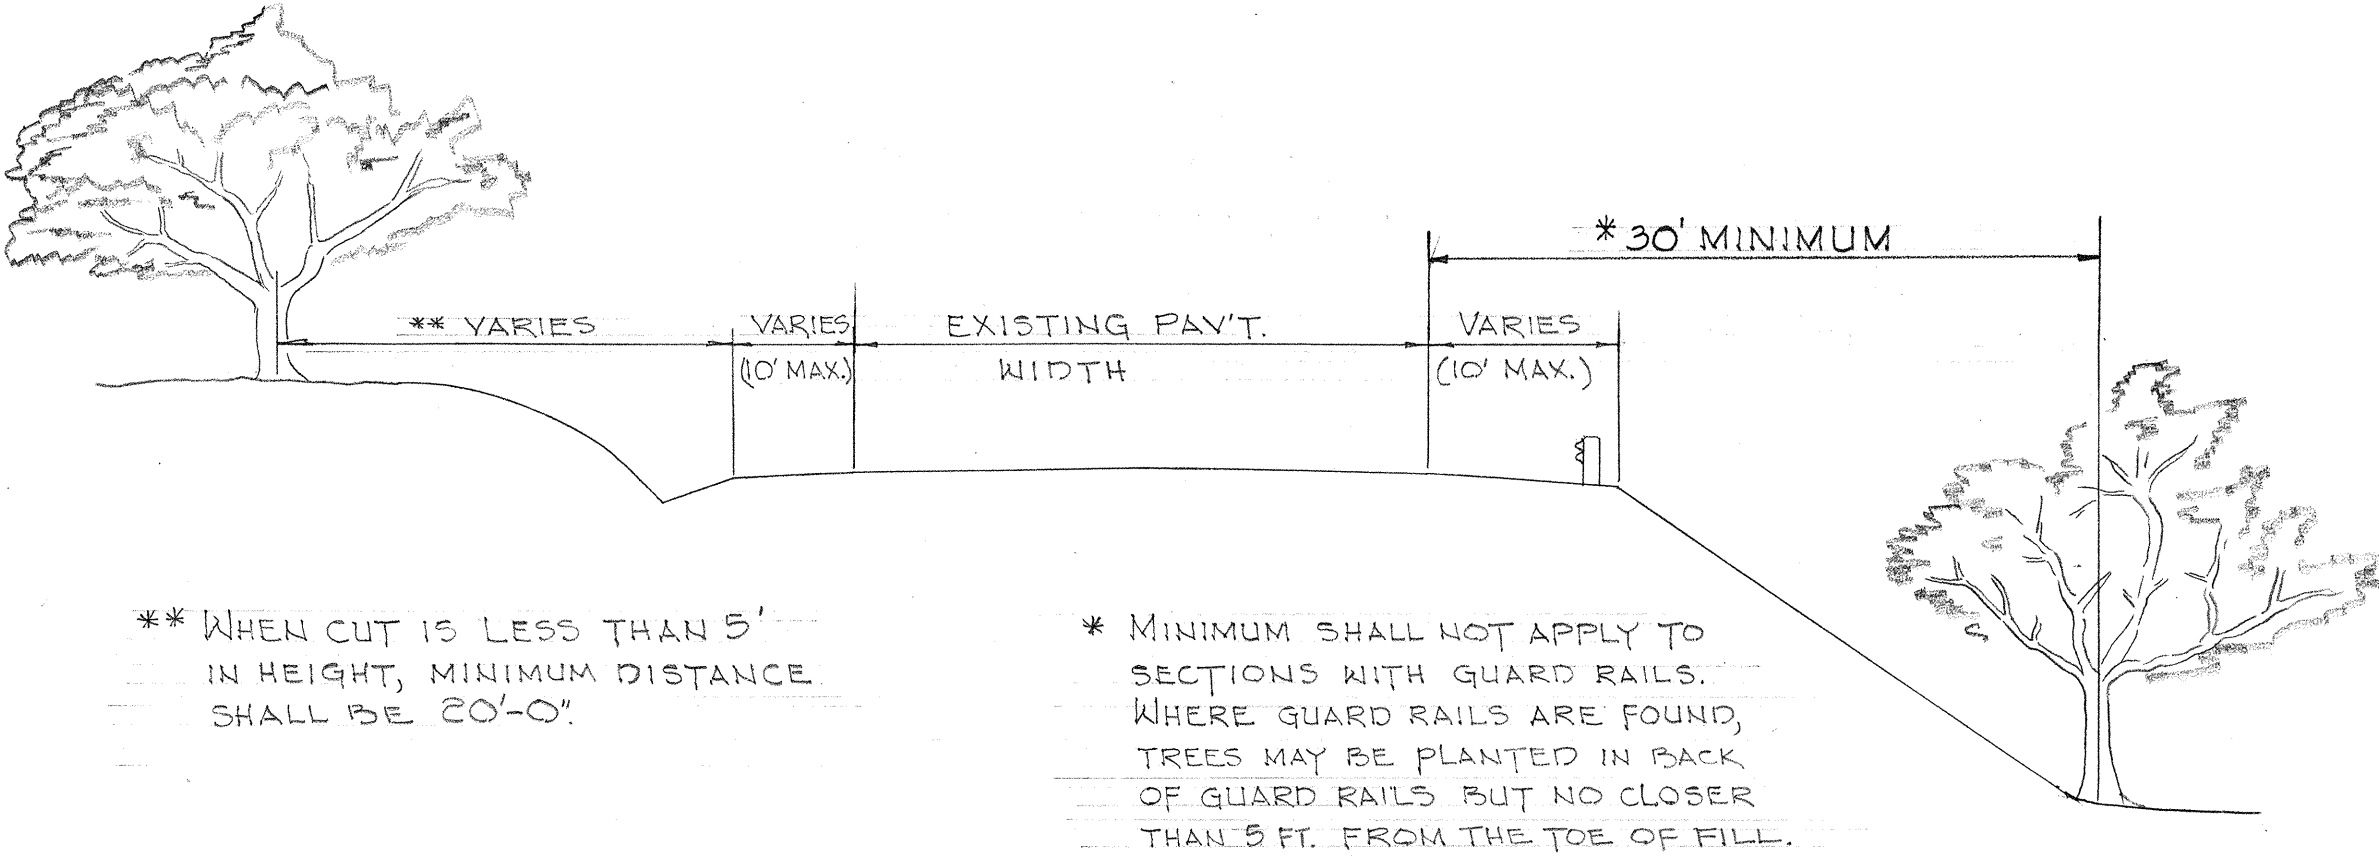 * 30' MINIMUM
** VARIES
VARIES
(10' MAX.)
EXISTING PAV'T.
WIDTH
VARIES
(10' MAX.)
** WHEN CUT IS LESS THAN 5'
IN HEIGHT, MINIMUM DISTANCE
SHALL BE 20'-0".
* MINIMUM SHALL NOT APPLY TO
SECTIONS WITH GUARD RAILS.
WHERE GUARD RAILS ARE FOUND,
TREES MAY BE PLANTED IN BACK
OF GUARD RAILS BUT NO CLOSER
THAN 5 FT. FROM THE TOE OF FILL.